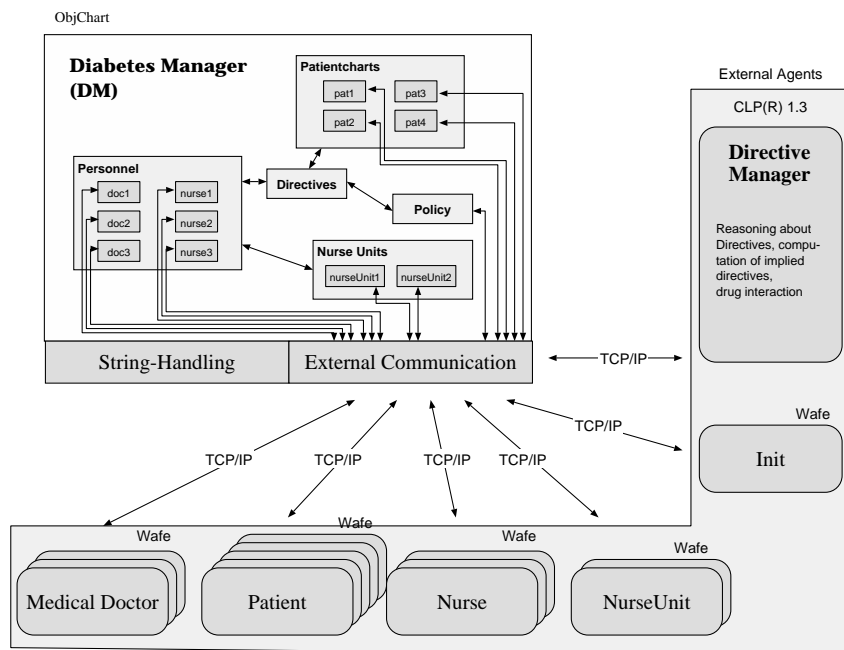 ObjChart
Diabetes Manager
(DM)
Patientcharts
pat1
pat3
pat2
pat4
Personnel
doc1
nurse1
doc2
nurse2
doc3
nurse3
Directives
Policy
Nurse Units
nurseUnit1
nurseUnit2
String-Handling
External Communication
External Agents
CLP(R) 1.3
Directive
Manager
Reasoning about
Directives, compu-
tation of implied
directives,
drug interaction
TCP/IP
Wafe
Init
TCP/IP
TCP/IP
TCP/IP
TCP/IP
TCP/IP
Wafe
Medical Doctor
Wafe
Patient
Wafe
Nurse
Wafe
NurseUnit